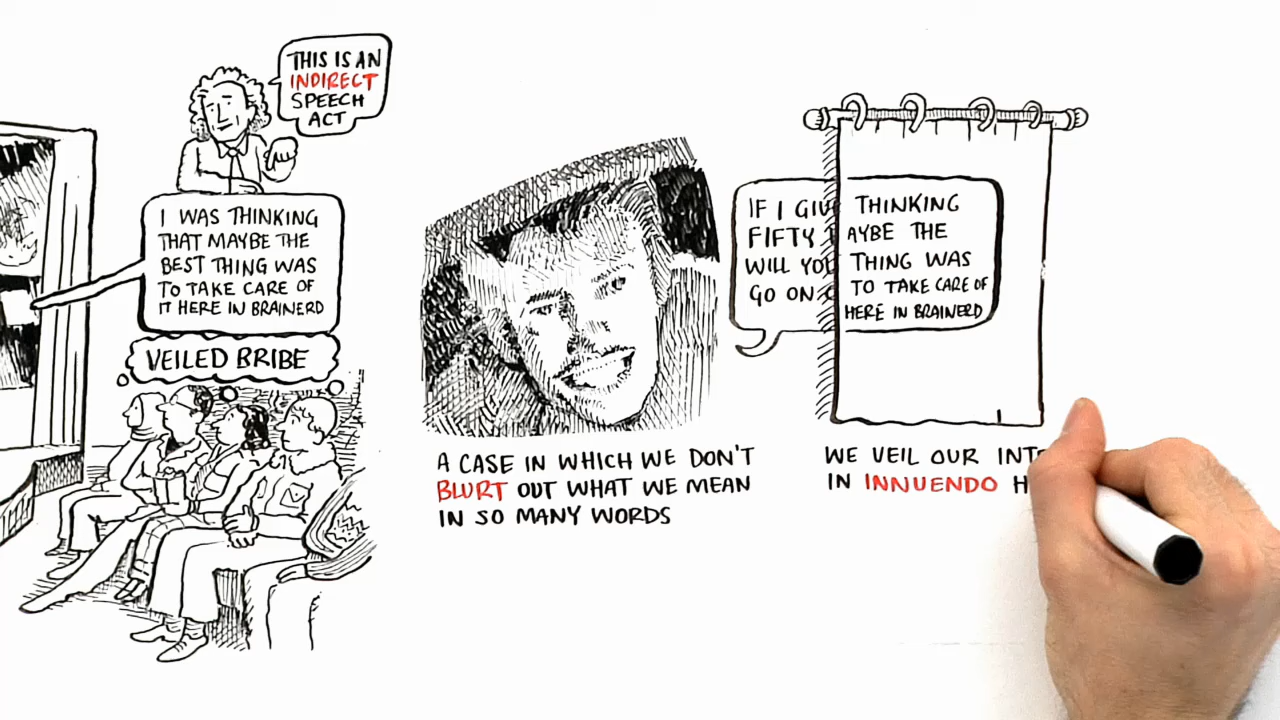 THIS IS AN
INDIRECT
SPEECH
ACT
I WAS THINKING
THAT MAYBE THE
BEST THING WAS
TO TAKE CARE OF
IT HERE IN BRAINERD
VEILED BRIBE
A CASE IN WHICH WE DON'T
BLURT OUT WHAT WE MEAN
IN SO MANY WORDS
IF I GIV THINKING
FIFTY AYBE THE
WILL YOU THING WAS
GO ON TO TAKE CARE OF
HERE IN BRAINERD
WE VEIL OUR INT
IN INNUENDO H